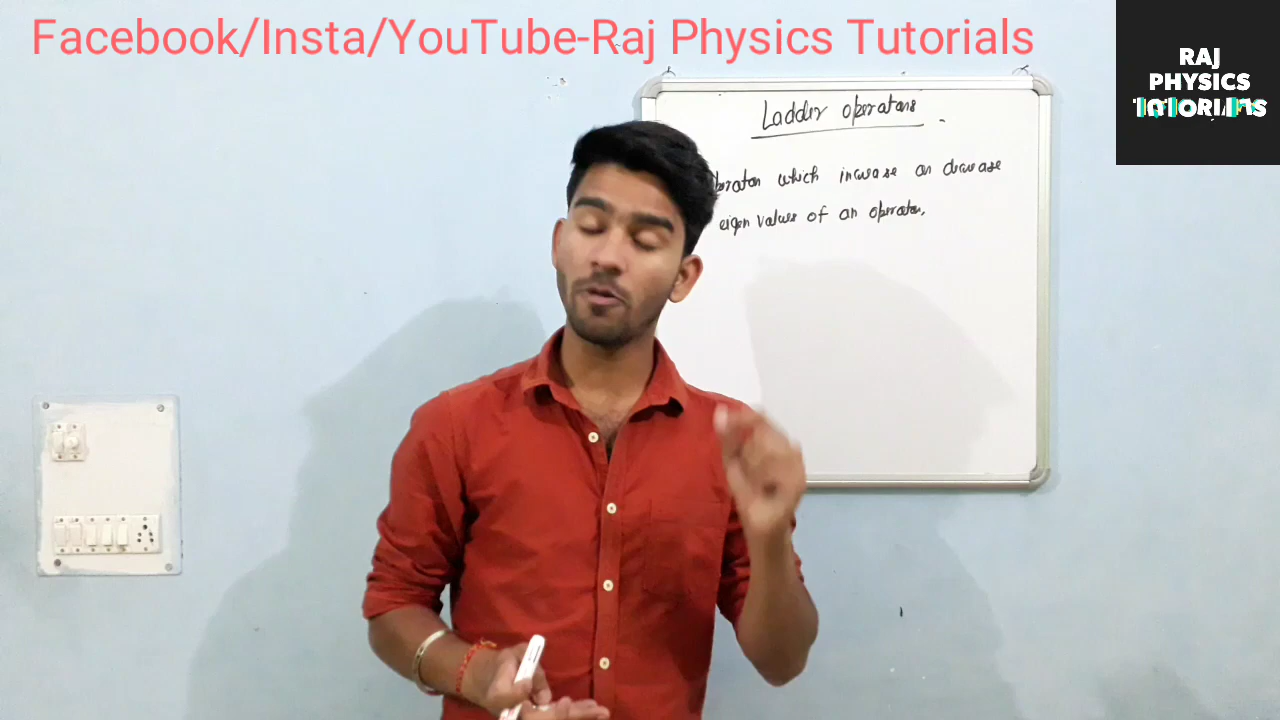 Facebook/Insta/YouTube-Raj Physics Tutorials
RAJ
PHYSICS
TUTORIALS
Ladder operators
which increase or decrease
eigen values of an operator,